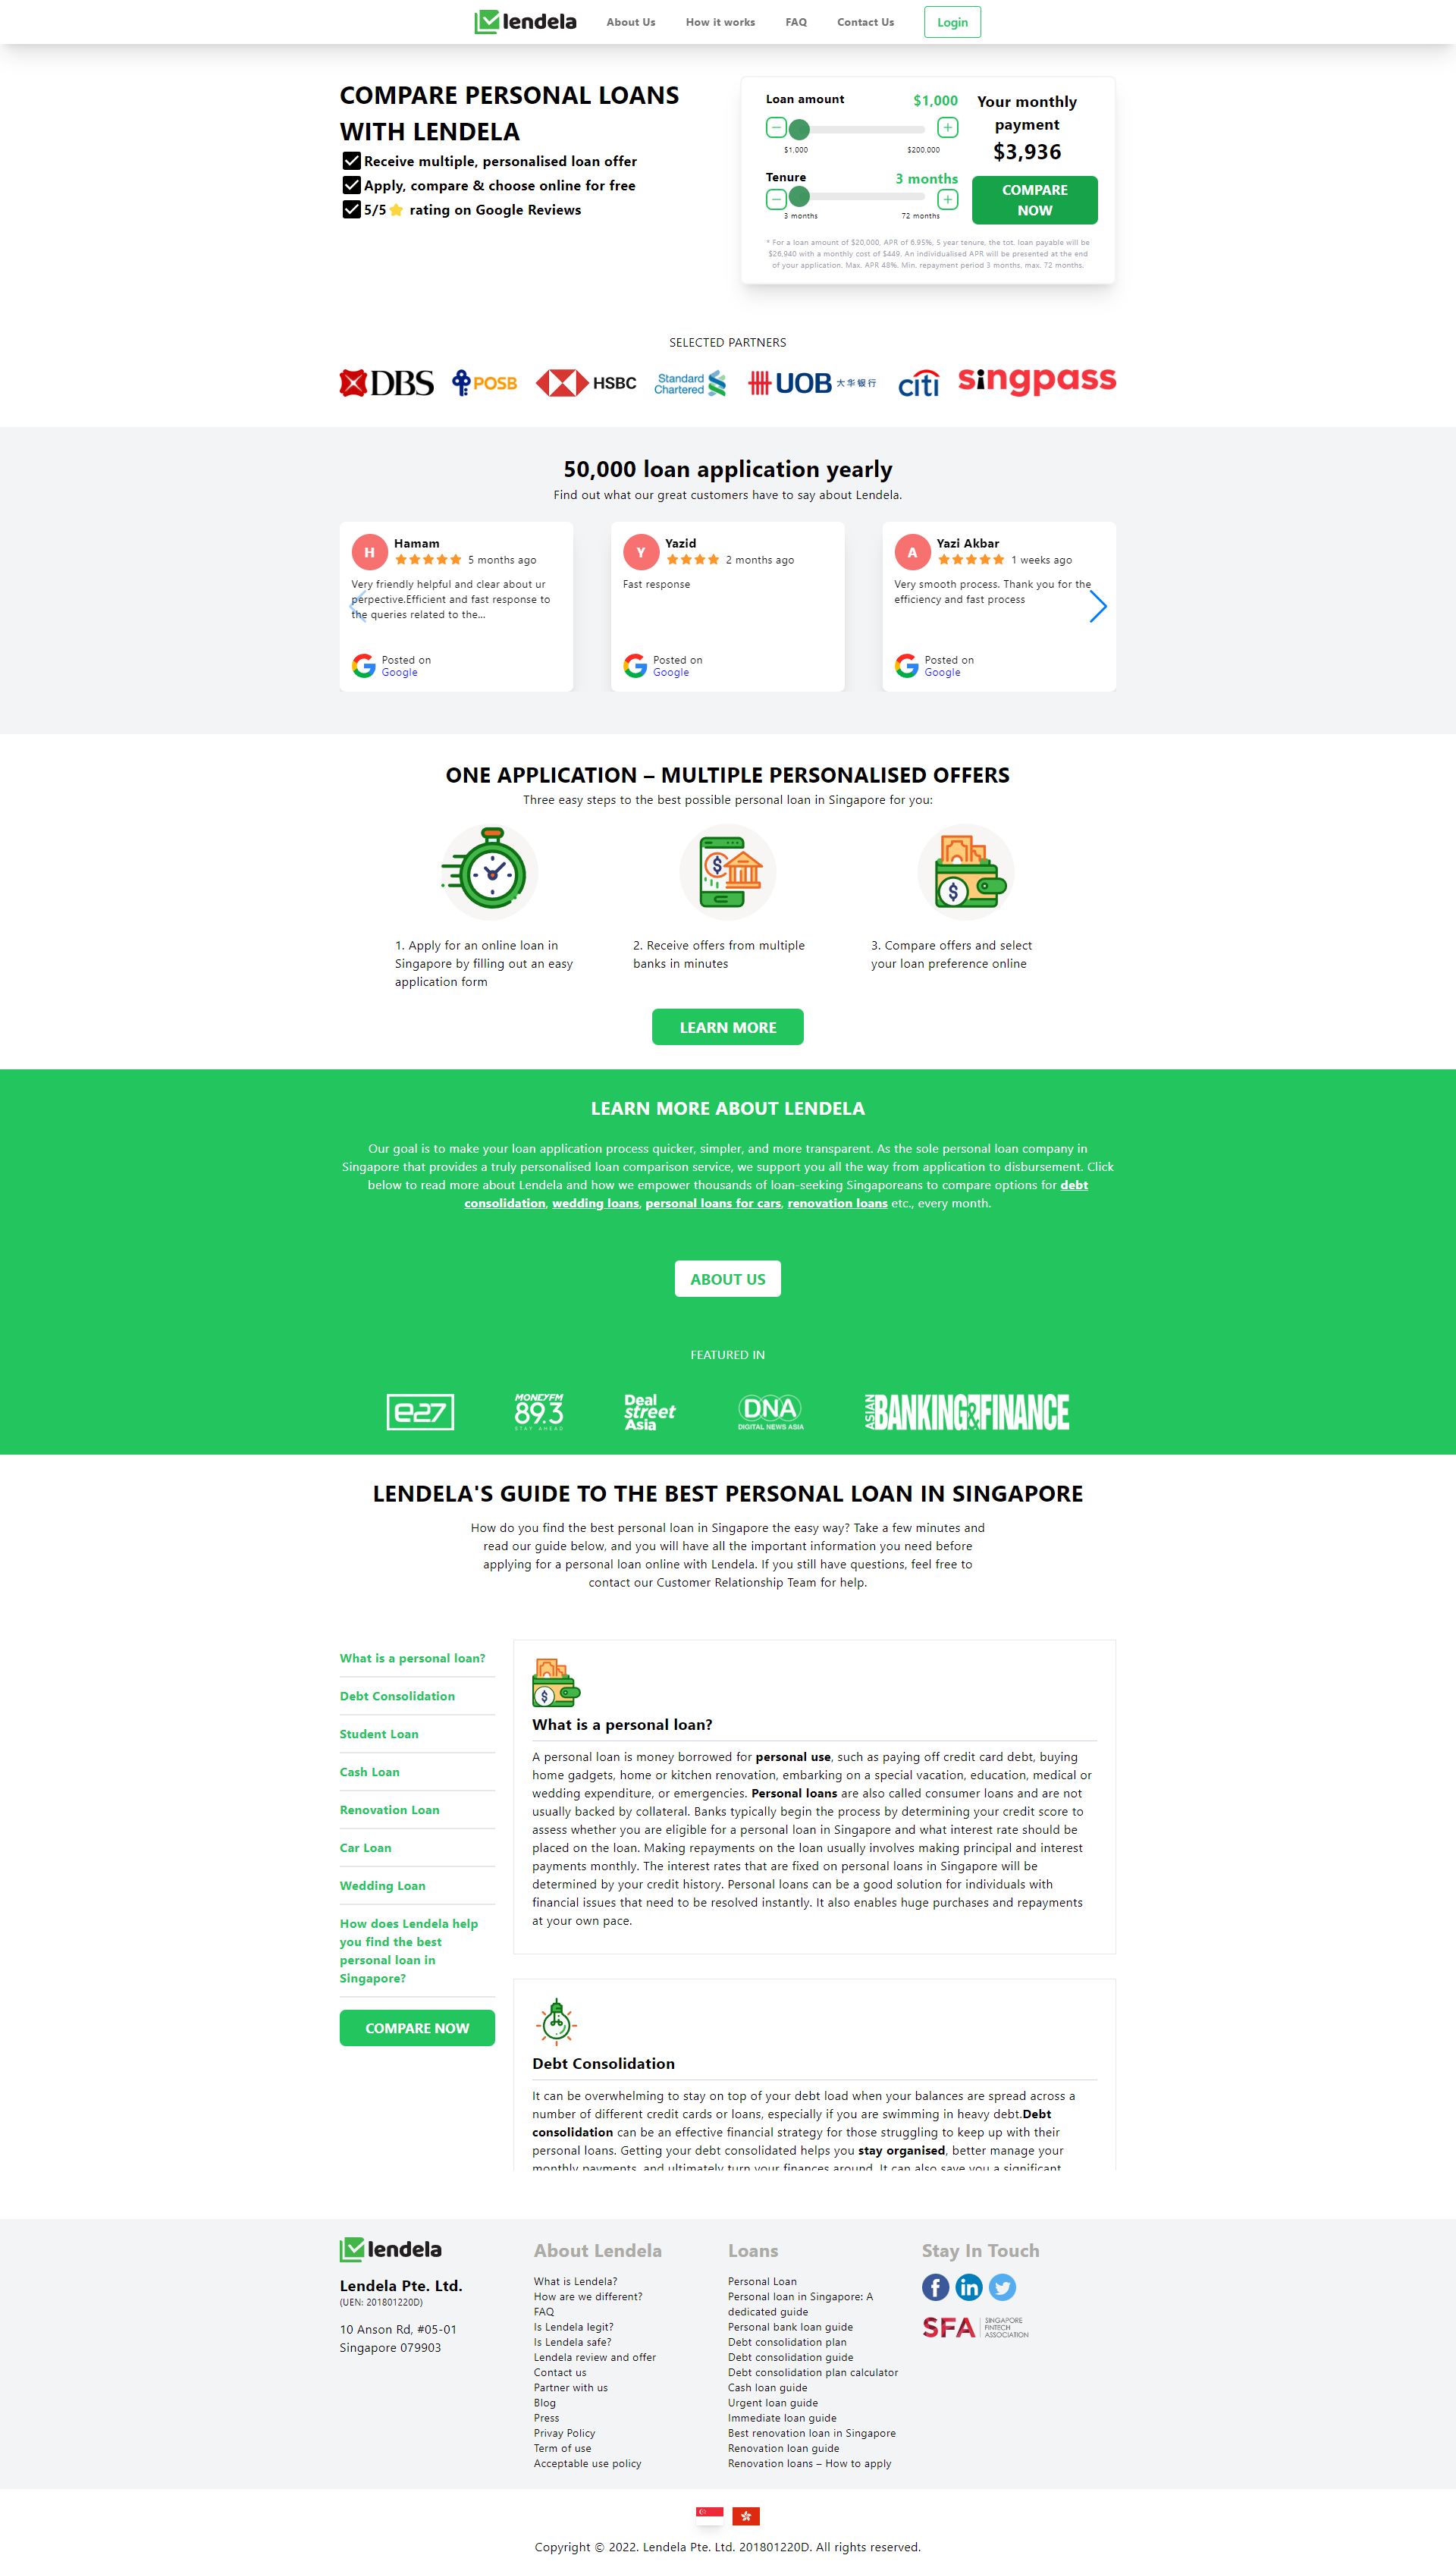 lendela
About Us
How it works
FAQ
Contact Us
Login
COMPARE PERSONAL LOANS
WITH LENDELA
Receive multiple, personalised loan offer
Apply, compare & choose online for free
5/5⭐ rating on Google Reviews
Loan amount
$1,000
$1,000
$200,000
Tenure
3 months
3 months
72 months
Your monthly
payment
$3,936
COMPARE
NOW
* For a loan amount of $20,000, APR of 6.95%, 5 year tenure, the tot. loan payable will be
$26,940 with a monthly cost of $449. An individualised APR will be presented at the end
of your application. Max. APR 48%. Min. repayment period 3 months, max. 72 months.
SELECTED PARTNERS
DBS
POSB
HSBC
Standard
Chartered
UOB 大华银行
citi
singpass
50,000 loan application yearly
Find out what our great customers have to say about Lendela.
H
Hamam
5 months ago
Very friendly helpful and clear about ur
perpective.Efficient and fast response to
the queries related to the...
Posted on
Google
Y
Yazid
2 months ago
Fast response
Posted on
Google
A
Yazi Akbar
1 weeks ago
Very smooth process. Thank you for the
efficiency and fast process
Posted on
Google
ONE APPLICATION – MULTIPLE PERSONALISED OFFERS
Three easy steps to the best possible personal loan in Singapore for you:
1. Apply for an online loan in
Singapore by filling out an easy
application form
2. Receive offers from multiple
banks in minutes
3. Compare offers and select
your loan preference online
LEARN MORE
LEARN MORE ABOUT LENDELA
Our goal is to make your loan application process quicker, simpler, and more transparent. As the sole personal loan company in
Singapore that provides a truly personalised loan comparison service, we support you all the way from application to disbursement. Click
below to read more about Lendela and how we empower thousands of loan-seeking Singaporeans to compare options for debt
consolidation, wedding loans, personal loans for cars, renovation loans etc., every month.
ABOUT US
FEATURED IN
e27
MONEYFM
89.3
STAY AHEAD
Deal
street
Asia
DNA
DIGITAL NEWS ASIA
ASIAN BANKING&FINANCE
LENDELA'S GUIDE TO THE BEST PERSONAL LOAN IN SINGAPORE
How do you find the best personal loan in Singapore the easy way? Take a few minutes and
read our guide below, and you will have all the important information you need before
applying for a personal loan online with Lendela. If you still have questions, feel free to
contact our Customer Relationship Team for help.
What is a personal loan?
Debt Consolidation
Student Loan
Cash Loan
Renovation Loan
Car Loan
Wedding Loan
How does Lendela help
you find the best
personal loan in
Singapore?
COMPARE NOW
What is a personal loan?
A personal loan is money borrowed for personal use, such as paying off credit card debt, buying
home gadgets, home or kitchen renovation, embarking on a special vacation, education, medical or
wedding expenditure, or emergencies. Personal loans are also called consumer loans and are not
usually backed by collateral. Banks typically begin the process by determining your credit score to
assess whether you are eligible for a personal loan in Singapore and what interest rate should be
placed on the loan. Making repayments on the loan usually involves making principal and interest
payments monthly. The interest rates that are fixed on personal loans in Singapore will be
determined by your credit history. Personal loans can be a good solution for individuals with
financial issues that need to be resolved instantly. It also enables huge purchases and repayments
at your own pace.
Debt Consolidation
It can be overwhelming to stay on top of your debt load when your balances are spread across a
number of different credit cards or loans, especially if you are swimming in heavy debt.Debt
consolidation can be an effective financial strategy for those struggling to keep up with their
personal loans. Getting your debt consolidated helps you stay organised, better manage your
monthly payments, and ultimately turn your finances around. It can also save you a significant
lendela
Lendela Pte. Ltd.
(UEN: 201801220D)
10 Anson Rd, #05-01
Singapore 079903
About Lendela
What is Lendela?
How are we different?
FAQ
Is Lendela legit?
Is Lendela safe?
Lendela review and offer
Contact us
Partner with us
Blog
Press
Privay Policy
Term of use
Acceptable use policy
Loans
Personal Loan
Personal loan in Singapore: A
dedicated guide
Personal bank loan guide
Debt consolidation plan
Debt consolidation guide
Debt consolidation plan calculator
Cash loan guide
Urgent loan guide
Immediate loan guide
Best renovation loan in Singapore
Renovation loan guide
Renovation loans – How to apply
Stay In Touch
SFA
SINGAPORE
FINTECH
ASSOCIATION
Copyright © 2022. Lendela Pte. Ltd. 201801220D. All rights reserved.